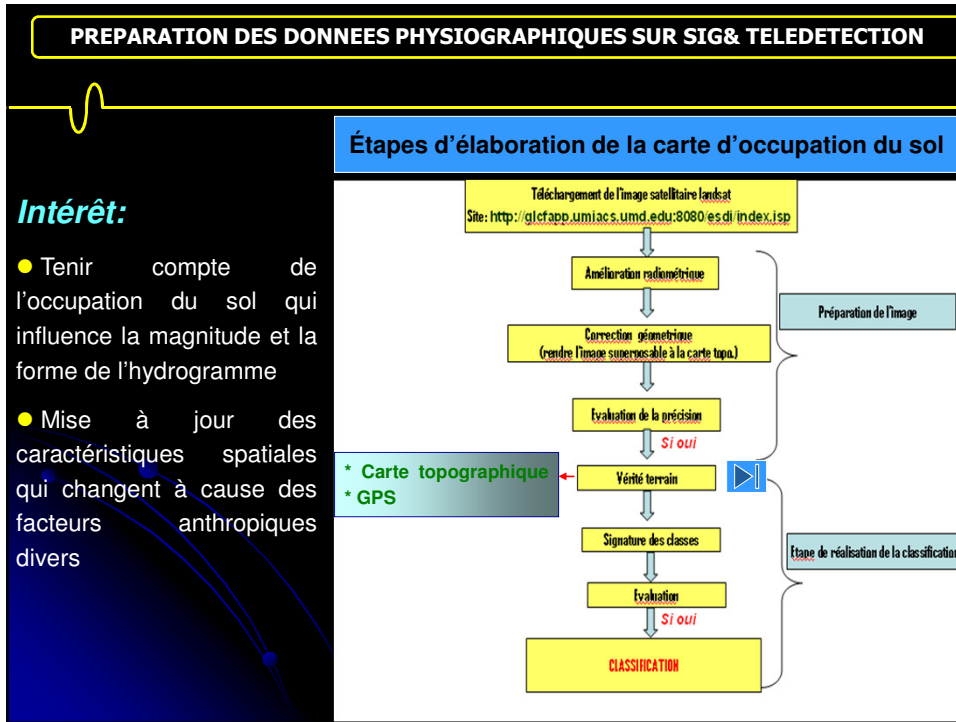 PREPARATION DES DONNEES PHYSIOGRAPHIQUES SUR SIG& TELEDETECTION
Étapes d'élaboration de la carte d'occupation du sol
Intérêt:
Tenir compte de
l'occupation du sol qui
influence la magnitude et la
forme de l'hydrogramme
Mise à jour des
caractéristiques spatiales
qui changent à cause des
facteurs anthropiques
divers
Téléchargement de l'image satellitaire landsat
Site: http://glcfapp.umiacs.umd.edu:8080/esdi/index.jsp
Amélioration radiométrique
Correction géometrique
(rendre l'image superposable à la carte topo.)
Evaluation de la précision
Si oui
Préparation de l'image
* Carte topographique
* GPS
Vérité terrain
Signature des classes
Evaluation
Si oui
CLASSIFICATION
Etape de réalisation de la classification